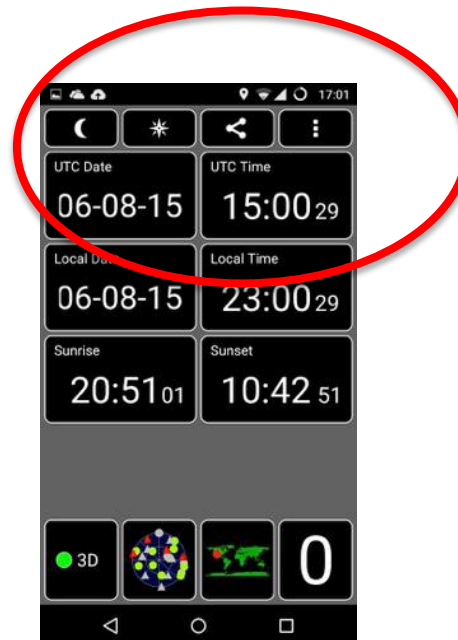 17:01
UTC Date
UTC Time
06-08-15
15:00 29
Local Date
Local Time
06-08-15
23:00 29
Sunrise
Sunset
20:51 01
10:42 51
3D
0